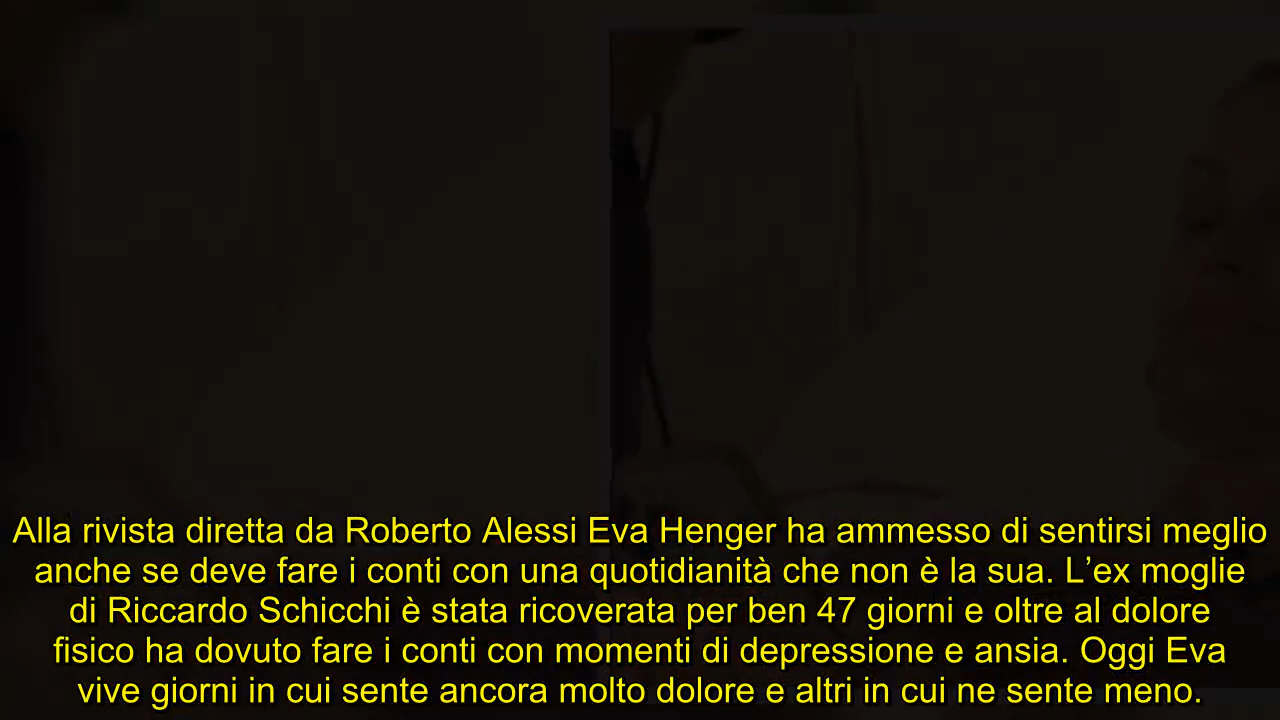 Alla rivista diretta da Roberto Alessi Eva Henger ha ammesso di sentirsi meglio
anche se deve fare i conti con una quotidianità che non è la sua. L’ex moglie
di Riccardo Schicchi è stata ricoverata per ben 47 giorni e oltre al dolore
fisico ha dovuto fare i conti con momenti di depressione e ansia. Oggi Eva
vive giorni in cui sente ancora molto dolore e altri in cui ne sente meno.